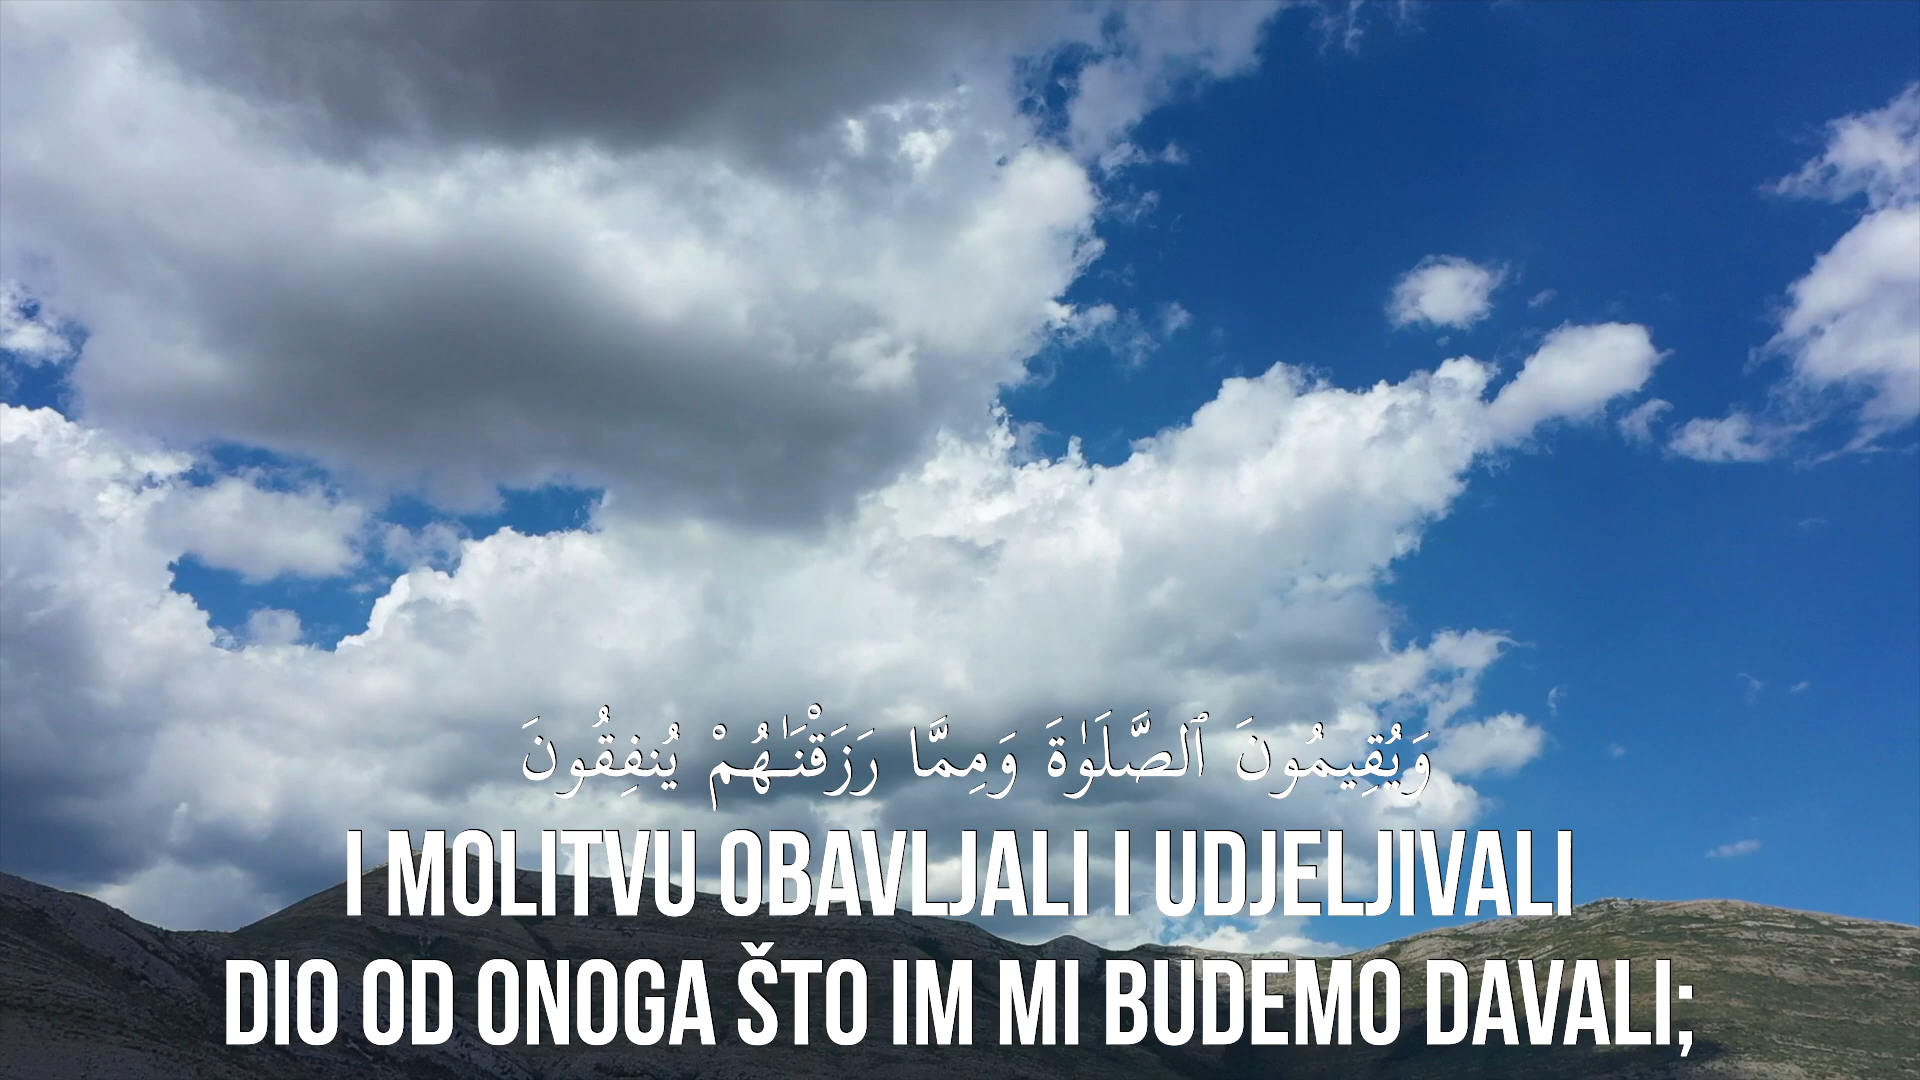 وَيُقِيمُونَ ٱلصَّلَوٰةَ وَمِمَّا رَزَقْنَـٰهُمْ يُنفِقُونَ
I MOLITVU OBAVLJALI I UDJELJIVALI
DIO OD ONOGA ŠTO IM MI BUDEMO DAVALI;